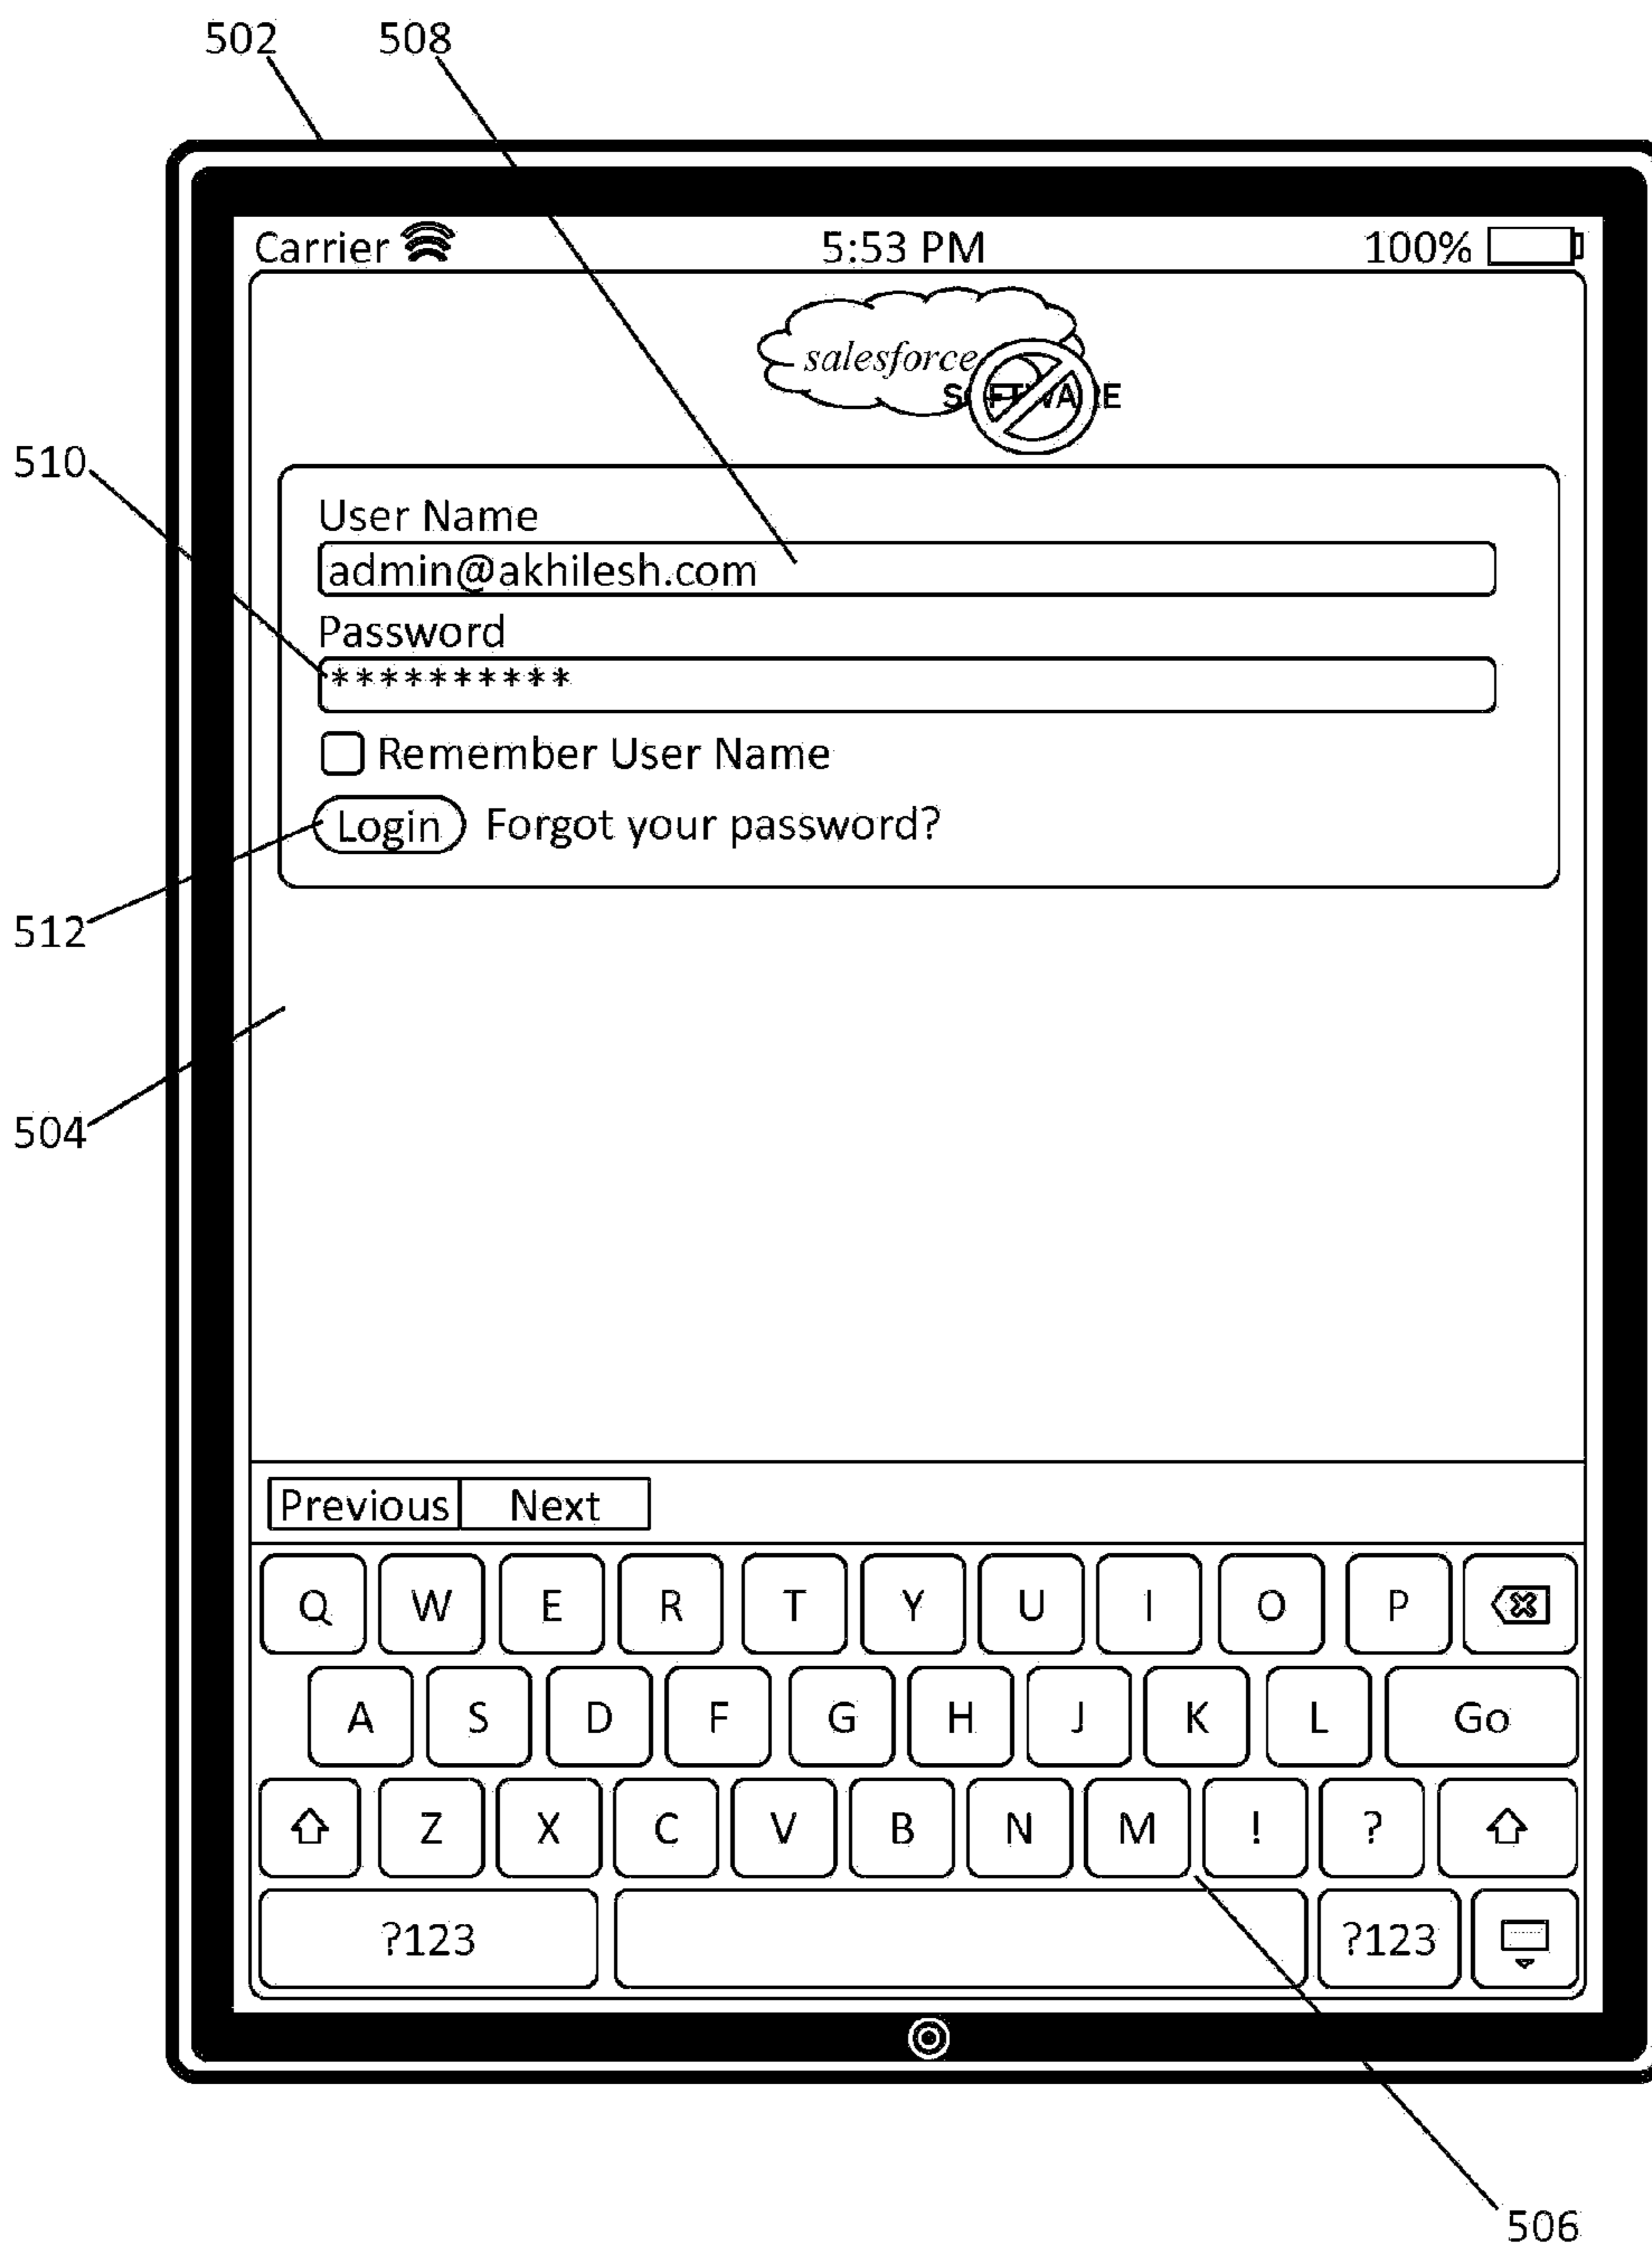 502 508
Carrier 5:53 PM 100%
salesforce
SOFTWARE
510
User Name
admin@akhilesh.com
Password
**********
Remember User Name
Login Forgot your password?
512
504
Previous Next
Q W E R T Y U I O P
A S D F G H J K L Go
Z X C V B N M ! ?
?123 ?123
506